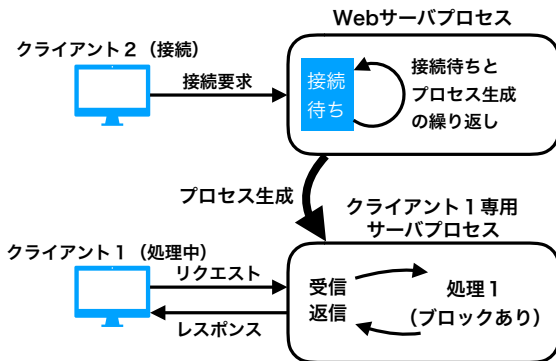 Webサーバプロセス
クライアント２（接続）
接続要求
接続
待ち
接続待ちと
プロセス生成
の繰り返し
プロセス生成
クライアント１専用
サーバプロセス
クライアント１（処理中）
リクエスト
レスポンス
受信
返信
処理１
（ブロックあり）